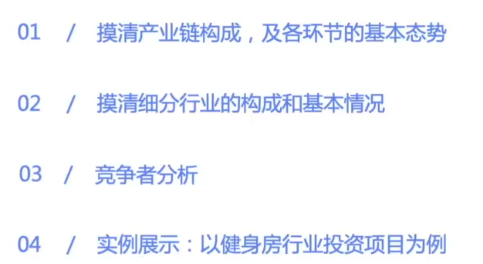 01 / 摸清产业链构成，及各环节的基本态势
02 / 摸清细分行业的构成和基本情况
03 / 竞争者分析
04 / 实例展示：以健身房行业投资项目为例